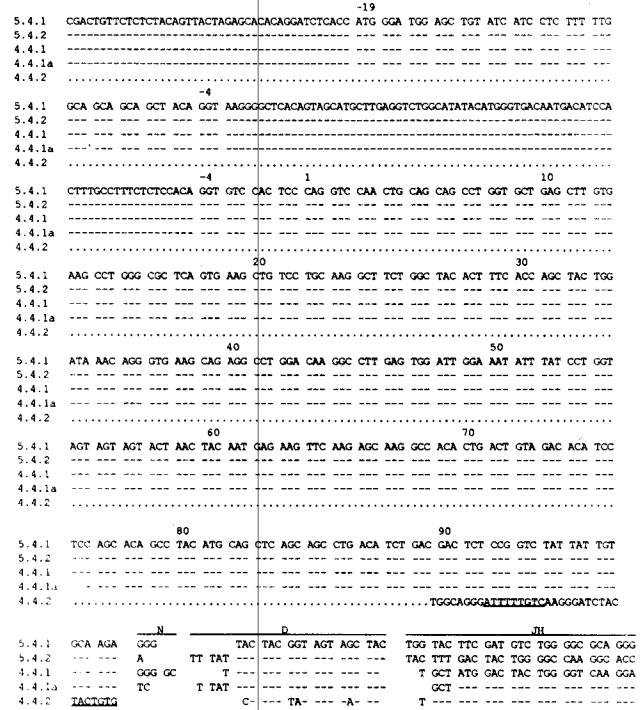 -19
5.4.1 CGACTGTTCTCTCTACAGTTACTAGAGCACACAGGATCTCACC ATG GGA TGG AGC TGT ATC ATC CTC TTT TTG
5.4.2 --- --- --- --- --- --- --- --- --- ---
4.4.1 --- --- --- --- --- --- --- --- --- ---
4.4.1a --- --- --- --- --- --- --- --- --- ---
4.4.2
-4
5.4.1 GCA GCA GCA GCT ACA GGT AAGGGGCTCACAGTAGCATGCTTGAGGTCTGGCATATACATGGGTGACAATGACATCCA
5.4.2 --- --- --- --- --- ---
4.4.1 --- --- --- --- --- ---
4.4.1a --- --- --- --- --- ---
4.4.2
-4 1 10
5.4.1 CTTTGCCTTTCTCTCCACA GGT GTC CAC TCC CAG GTC CAA CTG CAG CAG CCT GGT GCT GAG CTT GTG
5.4.2
4.4.1
4.4.1a
4.4.2
20 30
5.4.1 AAG CCT GGG CGC TCA GTG AAG CTG TCC TGC AAG GCT TCT GGC TAC ACT TTC ACC AGC TAC TGG
5.4.2
4.4.1
4.4.1a
4.4.2
40 50
5.4.1 ATA AAC AGG GTG AAG CAG AGG CCT GGA CAA GGC CTT GAG TGG ATT GGA AAT ATT TAT CCT GGT
5.4.2
4.4.1
4.4.1a
4.4.2
60 70
5.4.1 AGT AGT AGT ACT AAC TAC AAT GAG AAG TTC AAG AGC AAG GCC ACA CTG ACT GTA GAC ACA TCC
5.4.2
4.4.1
4.4.1a
4.4.2
80 90
5.4.1 TCC AGC ACA GCC TAC ATG CAG CTC AGC AGC CTG ACA TCT GAC GAC TCT CCG GTC TAT TAT TGT
5.4.2
4.4.1
4.4.1a
4.4.2 TGGCAGGGATTTTTGTCAAGGGATCTAC
N D JH
5.4.1 GCA AGA GGG TAC TAC GGT AGT AGC TAC TGG TAC TTC GAT GTC TGG GGC GCA GGG
5.4.2 --- --- A TT TAT --- --- --- --- --- --- TAC TTT GAC TAC TGG GGC CAA GGC ACC
4.4.1 --- --- GGG GC T --- --- --- --- --- --- T GCT ATG GAC TAC TGG GGT CAA GGA
4.4.1a --- --- TC T TAT --- --- --- --- --- --- GCT --- --- --- --- --- --- ---
4.4.2 TACTGTG C-- --- TA- --- -A- --- T-- --- --- --- --- --- --- --- ---